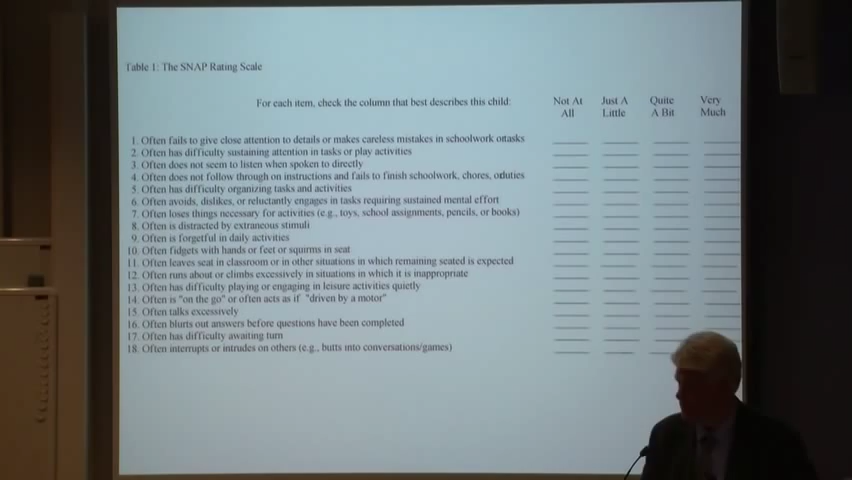 Table 1: The SNAP Rating Scale
For each item, check the column that best describes this child: Not At All Just A Little Quite A Bit Very Much
1. Often fails to give close attention to details or makes careless mistakes in schoolwork ortasks
2. Often has difficulty sustaining attention in tasks or play activities
3. Often does not seem to listen when spoken to directly
4. Often does not follow through on instructions and fails to finish schoolwork, chores, orduties
5. Often has difficulty organizing tasks and activities
6. Often avoids, dislikes, or reluctantly engages in tasks requiring sustained mental effort
7. Often loses things necessary for activities (e.g., toys, school assignments, pencils, or books)
8. Often is distracted by extraneous stimuli
9. Often is forgetful in daily activities
10. Often fidgets with hands or feet or squirms in seat
11. Often leaves seat in classroom or in other situations in which remaining seated is expected
12. Often runs about or climbs excessively in situations in which it is inappropriate
13. Often has difficulty playing or engaging in leisure activities quietly
14. Often is "on the go" or often acts as if "driven by a motor"
15. Often talks excessively
16. Often blurts out answers before questions have been completed
17. Often has difficulty awaiting turn
18. Often interrupts or intrudes on others (e.g., butts into conversations/games)